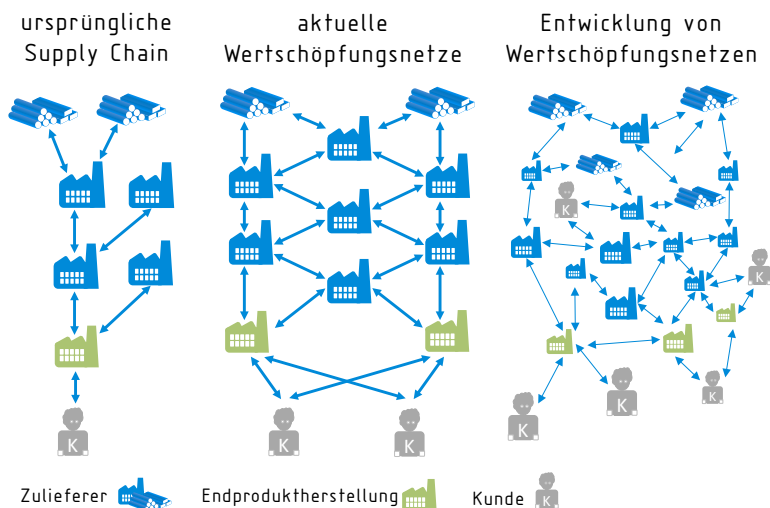 ursprüngliche
Supply Chain
aktuelle
Wertschöpfungsnetze
Entwicklung von
Wertschöpfungsnetzen
K
K
K
K
K
K
K
K
K
Zulieferer
Endproduktherstellung
Kunde
K